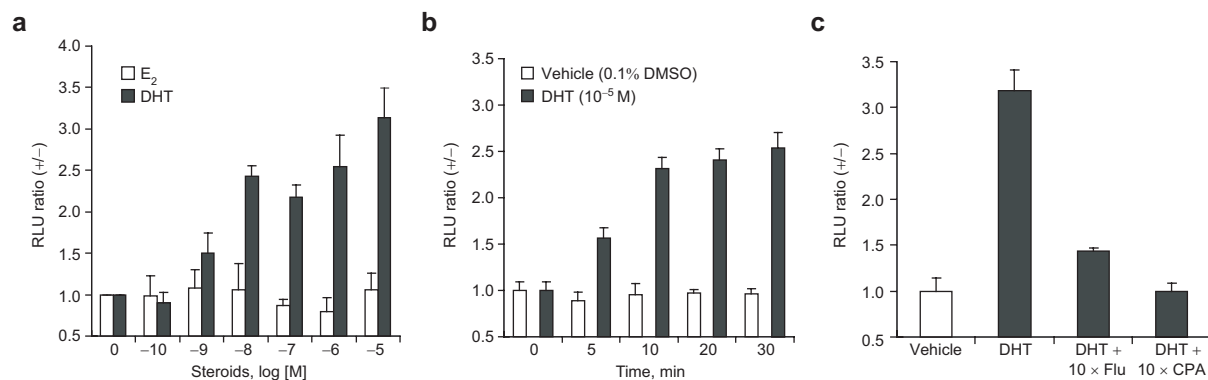 a
4.0
3.5
3.0
2.5
2.0
1.5
1.0
0.5
RLU ratio (+/−)
E2
DHT
0 −10 −9 −8 −7 −6 −5
Steroids, log [M]
b
3.5
3.0
2.5
2.0
1.5
1.0
0.5
RLU ratio (+/−)
Vehicle (0.1% DMSO)
DHT (10−5 M)
0 5 10 20 30
Time, min
c
3.5
3.0
2.5
2.0
1.5
1.0
0.5
RLU ratio (+/−)
Vehicle DHT DHT + DHT +
10 × Flu 10 × CPA